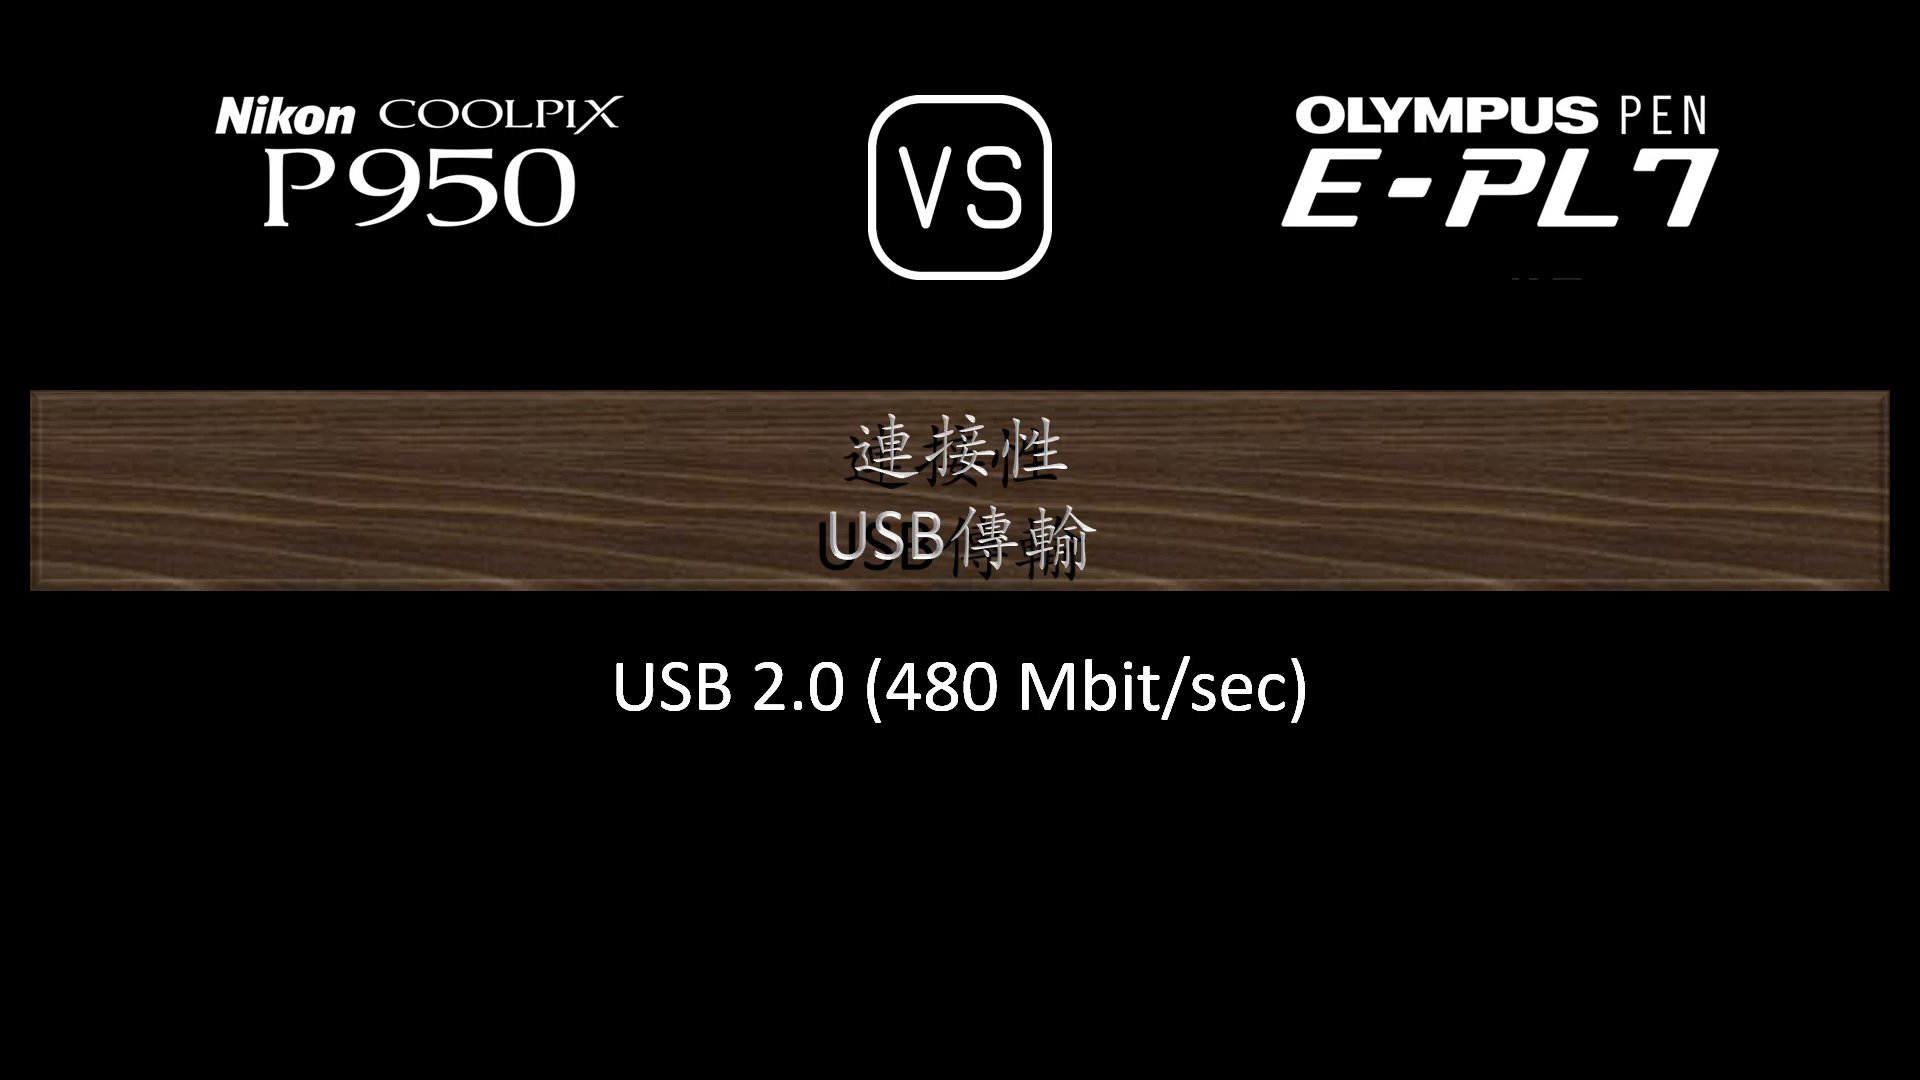 Nikon COOLPIX
P950
VS
OLYMPUS PEN
E-PL7
連接性
USB傳輸
USB 2.0 (480 Mbit/sec)